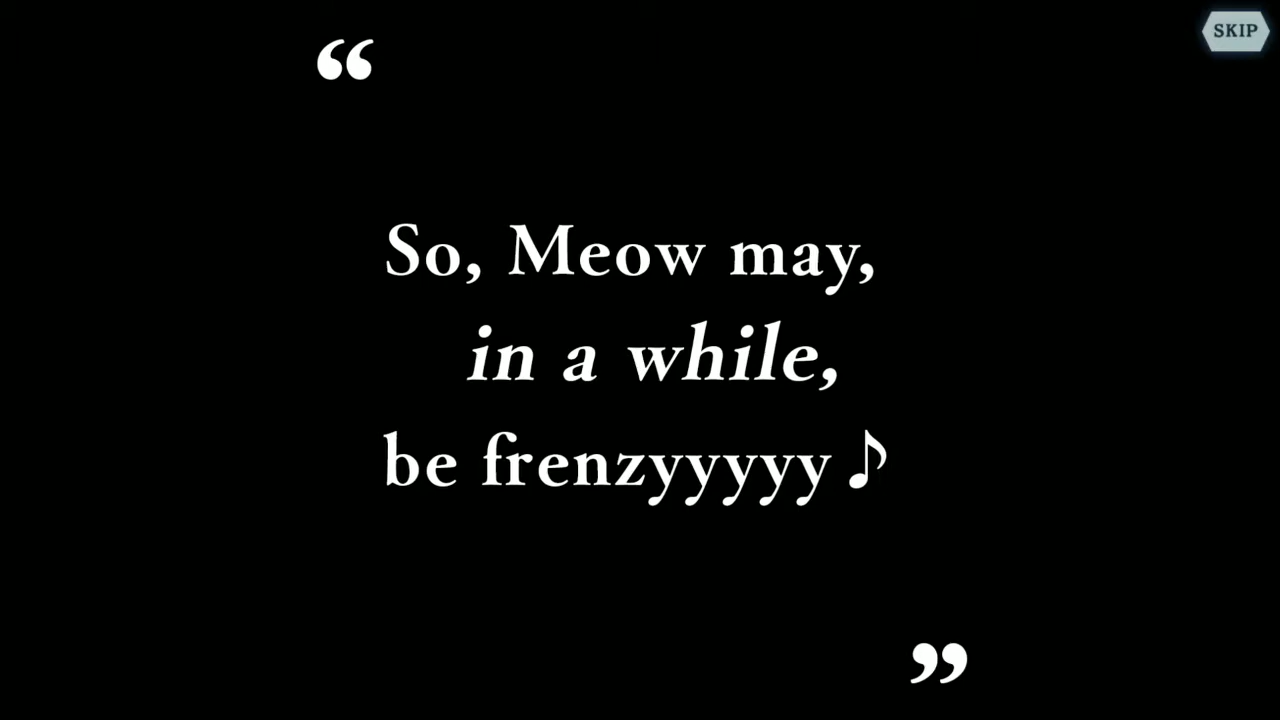 SKIP
“
So, Meow may,
in a while,
be frenzyyyyy♪
”